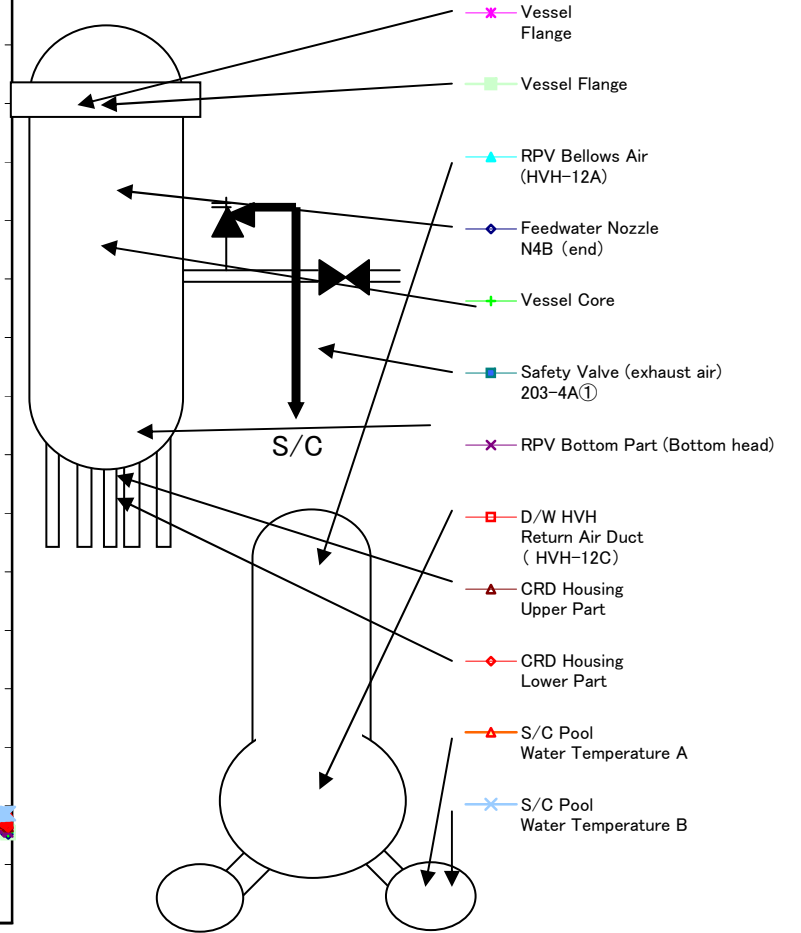 Vessel
Flange
Vessel Flange
RPV Bellows Air
(HVH-12A)
Feedwater Nozzle
N4B (end)
Vessel Core
Safety Valve (exhaust air)
203-4A①
S/C
RPV Bottom Part (Bottom head)
D/W HVH
Return Air Duct
( HVH-12C)
CRD Housing
Upper Part
CRD Housing
Lower Part
S/C Pool
Water Temperature A
S/C Pool
Water Temperature B